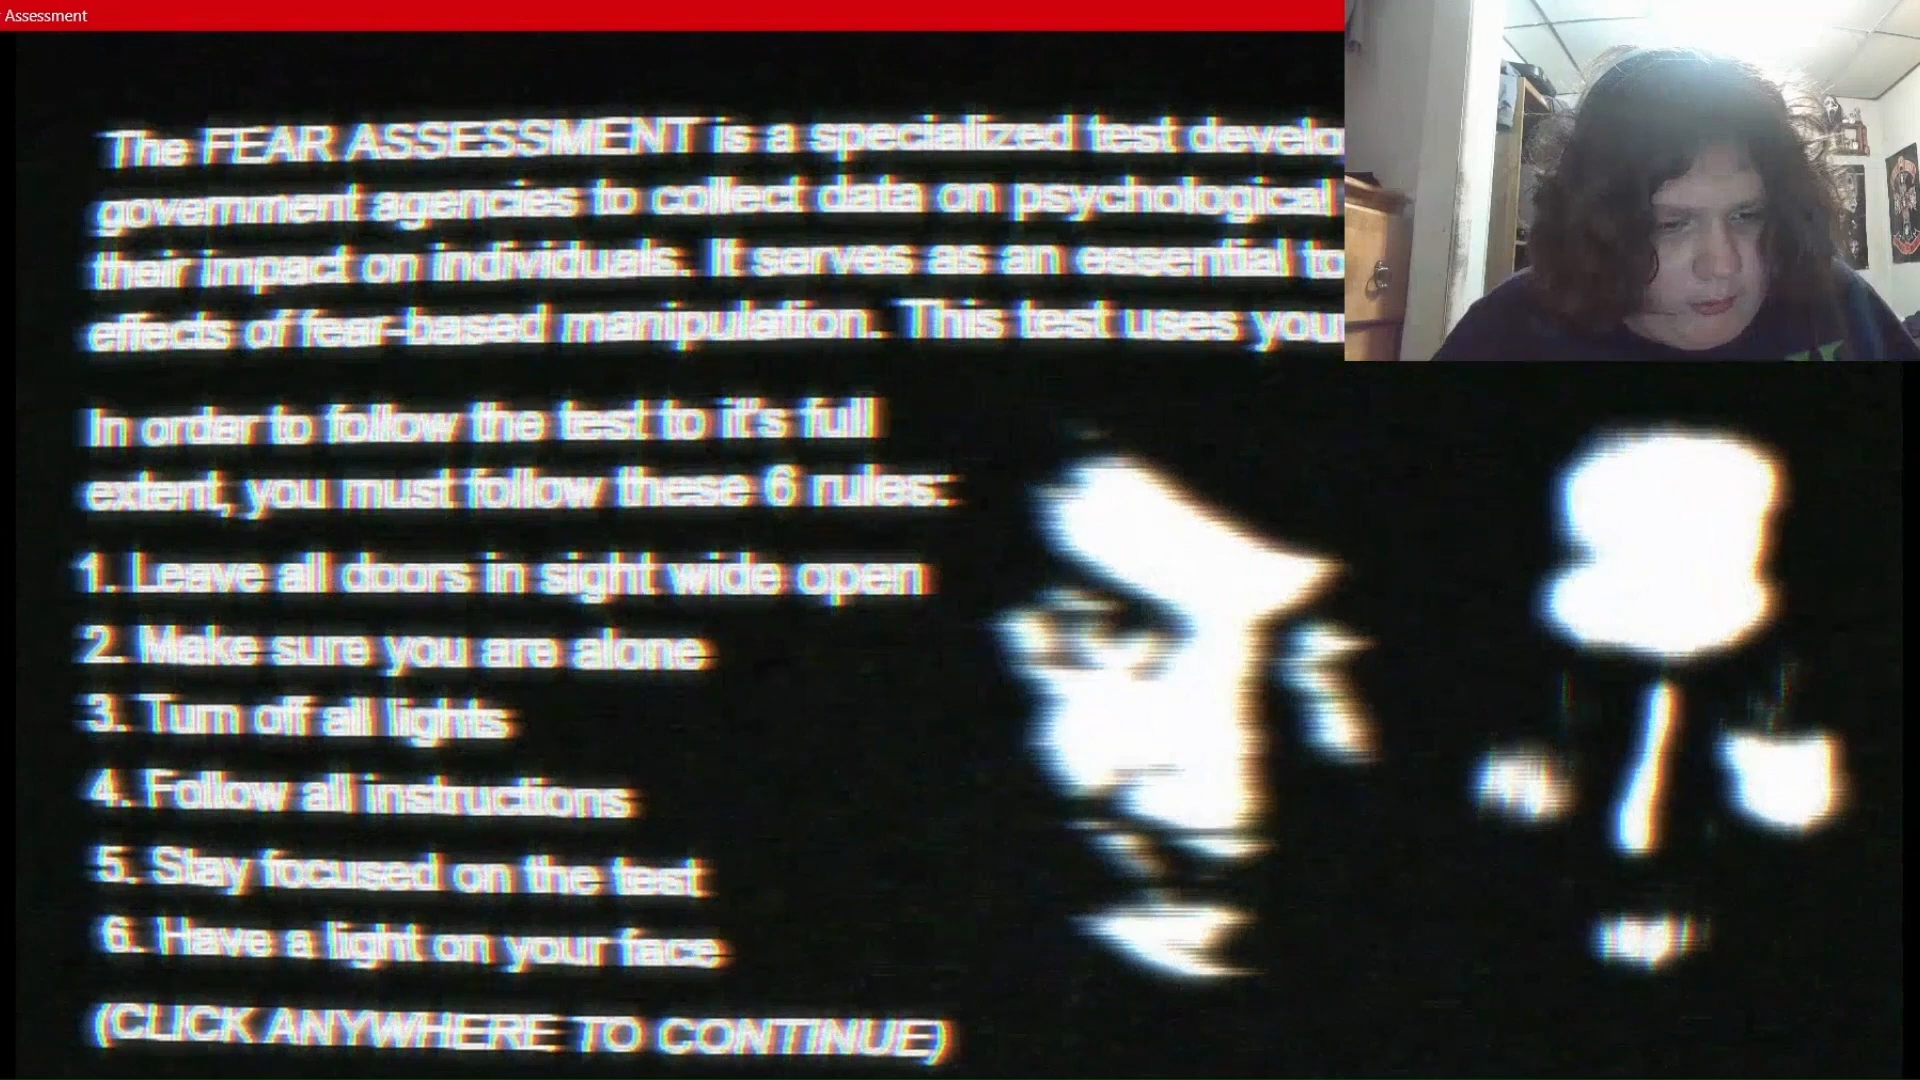 Assessment
The FEAR ASSESSMENT is a specialized test develo
government agencies to collect data on psychological
their impact on individuals. It serves as an essential to
effects of fear-based manipulation. This test uses your
In order to follow the test to it's full
extent, you must follow these 6 rules:
1. Leave all doors in sight wide open
2. Make sure you are alone
3. Turn off all lights
4. Follow all instructions
5. Stay focused on the test
6. Have a light on your face
(CLICK ANYWHERE TO CONTINUE)